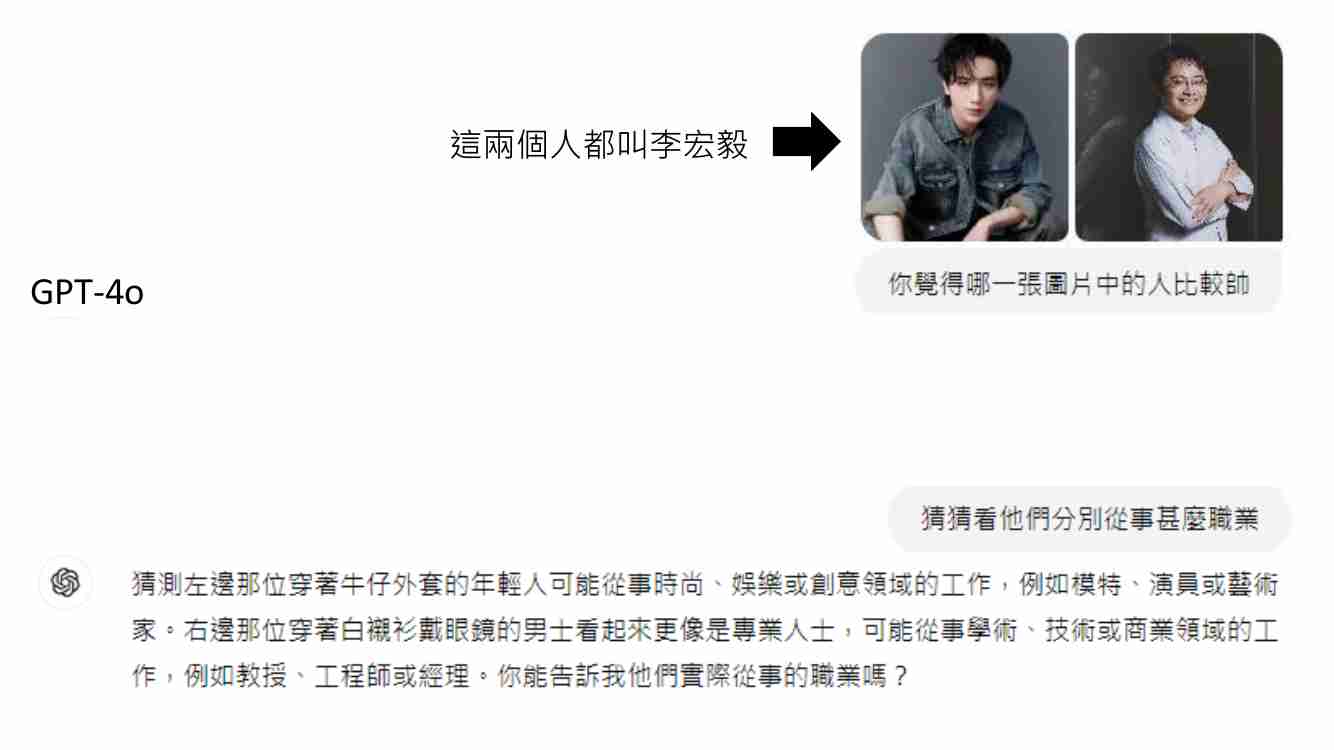 這兩個人都叫李宏毅
GPT-4o
你覺得哪一張圖片中的人比較帥
猜猜看他們分別從事甚麼職業
猜測左邊那位穿著牛仔外套的年輕人可能從事時尚、娛樂或創意領域的工作，例如模特、演員或藝術
家。右邊那位穿著白襯衫戴眼鏡的男士看起來更像是專業人士，可能從事學術、技術或商業領域的工
作，例如教授、工程師或經理。你能告訴我他們實際從事的職業嗎？